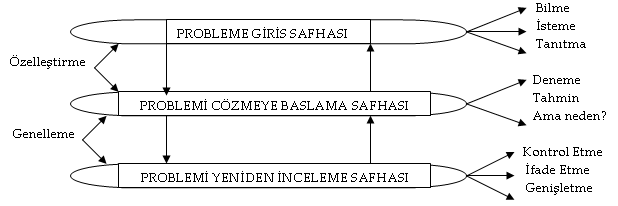 PROBLEME GİRİS SAFHASI
Bilme
İsteme
Tanıtma
Özelleştirme
PROBLEMİ CÖZMEYE BASLAMA SAFHASI
Deneme
Tahmin
Ama neden?
Genelleme
PROBLEMİ YENİDEN İNCELEME SAFHASI
Kontrol Etme
İfade Etme
Genişletme